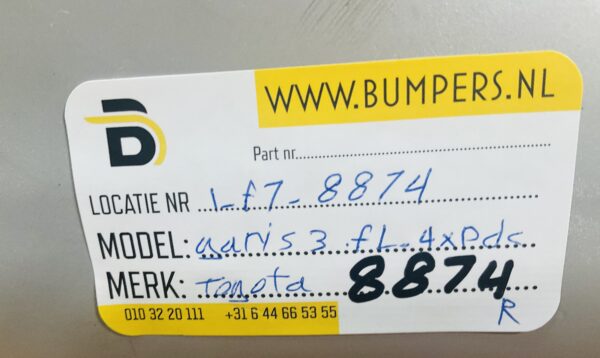 WWW.BUMPERS.NL
Part nr
LOCATIE NR 1-f7-8874
MODEL: yaris 3 fL-4xPdc
MERK: Toyota 8874
R
010 32 20 111 +31 6 44 66 53 55